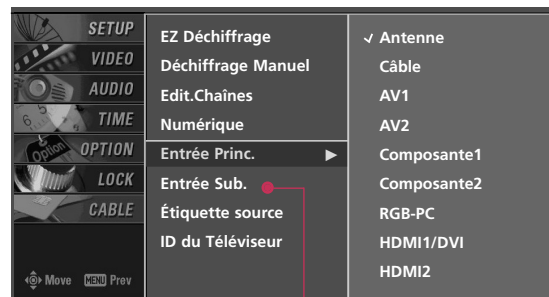 SETUP
VIDEO
AUDIO
TIME
OPTION
LOCK
CABLE
Move MENU Prev
EZ Déchiffrage
Déchiffrage Manuel
Edit.Chaînes
Numérique
Entrée Princ. ▶
Entrée Sub.
Étiquette source
ID du Téléviseur
✓ Antenne
Câble
AV1
AV2
Composante1
Composante2
RGB-PC
HDMI1/DVI
HDMI2